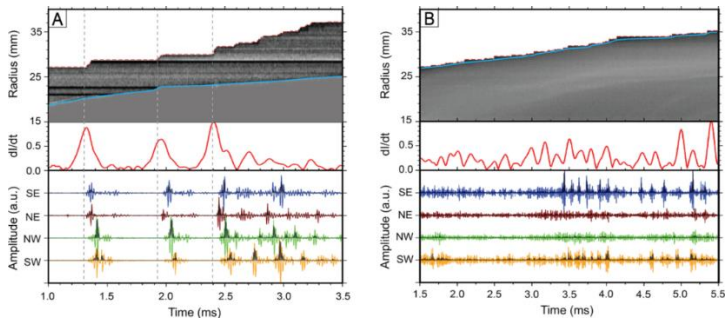 A
B
Radius (mm)
35
25
15
dI/dt
0.5
0.0
Amplitude (a.u.)
SE
NE
NW
SW
1.0 1.5 2.0 2.5 3.0 3.5
Time (ms)
Radius (mm)
35
25
15
dI/dt
0.5
0.0
Amplitude (a.u.)
SE
NE
NW
SW
1.5 2.0 2.5 3.0 3.5 4.0 4.5 5.0 5.5
Time (ms)